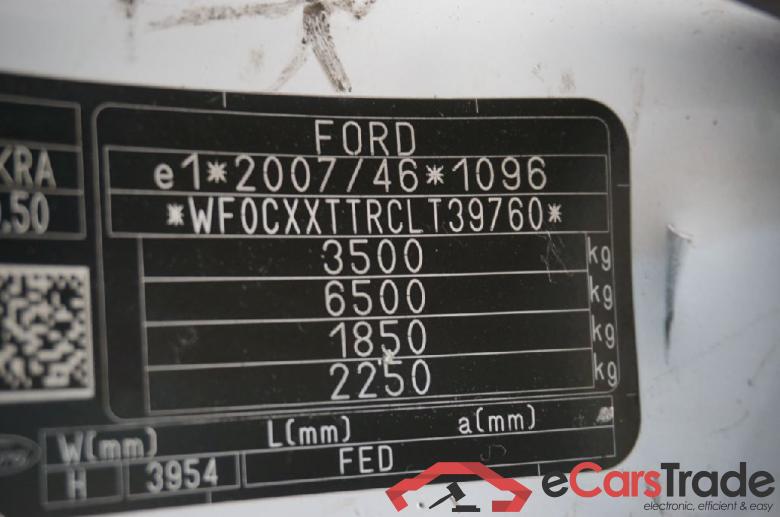 FORD
e1*2007/46*1096
*WF0CXXTTRCLT39760*
3500 kg
6500 kg
1850 kg
2250 kg
KRA
.50
W(mm) L(mm) a(mm)
H 3954 FED
eCarsTrade
electronic, efficient & easy